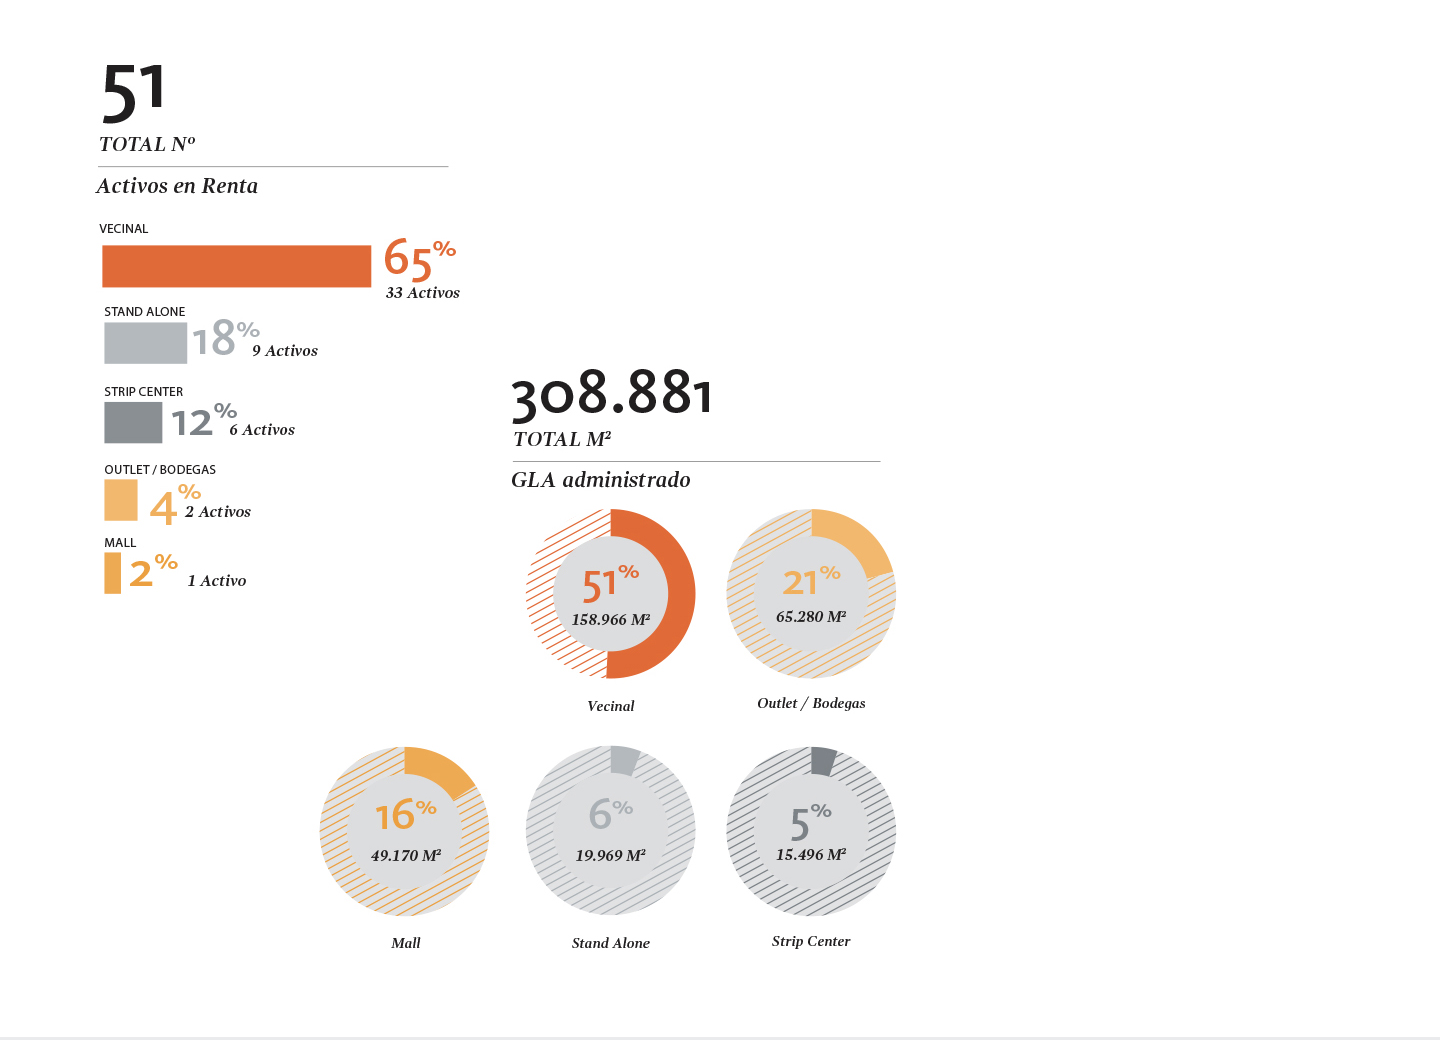 51
TOTAL Nº
Activos en Renta
VECINAL
65%
33 Activos
STAND ALONE
18%
9 Activos
STRIP CENTER
12%
6 Activos
OUTLET / BODEGAS
4%
2 Activos
MALL
2%
1 Activo
308.881
TOTAL M²
GLA administrado
51%
158.966 M²
Vecinal
21%
65.280 M²
Outlet / Bodegas
16%
49.170 M²
Mall
6%
19.969 M²
Stand Alone
5%
15.496 M²
Strip Center